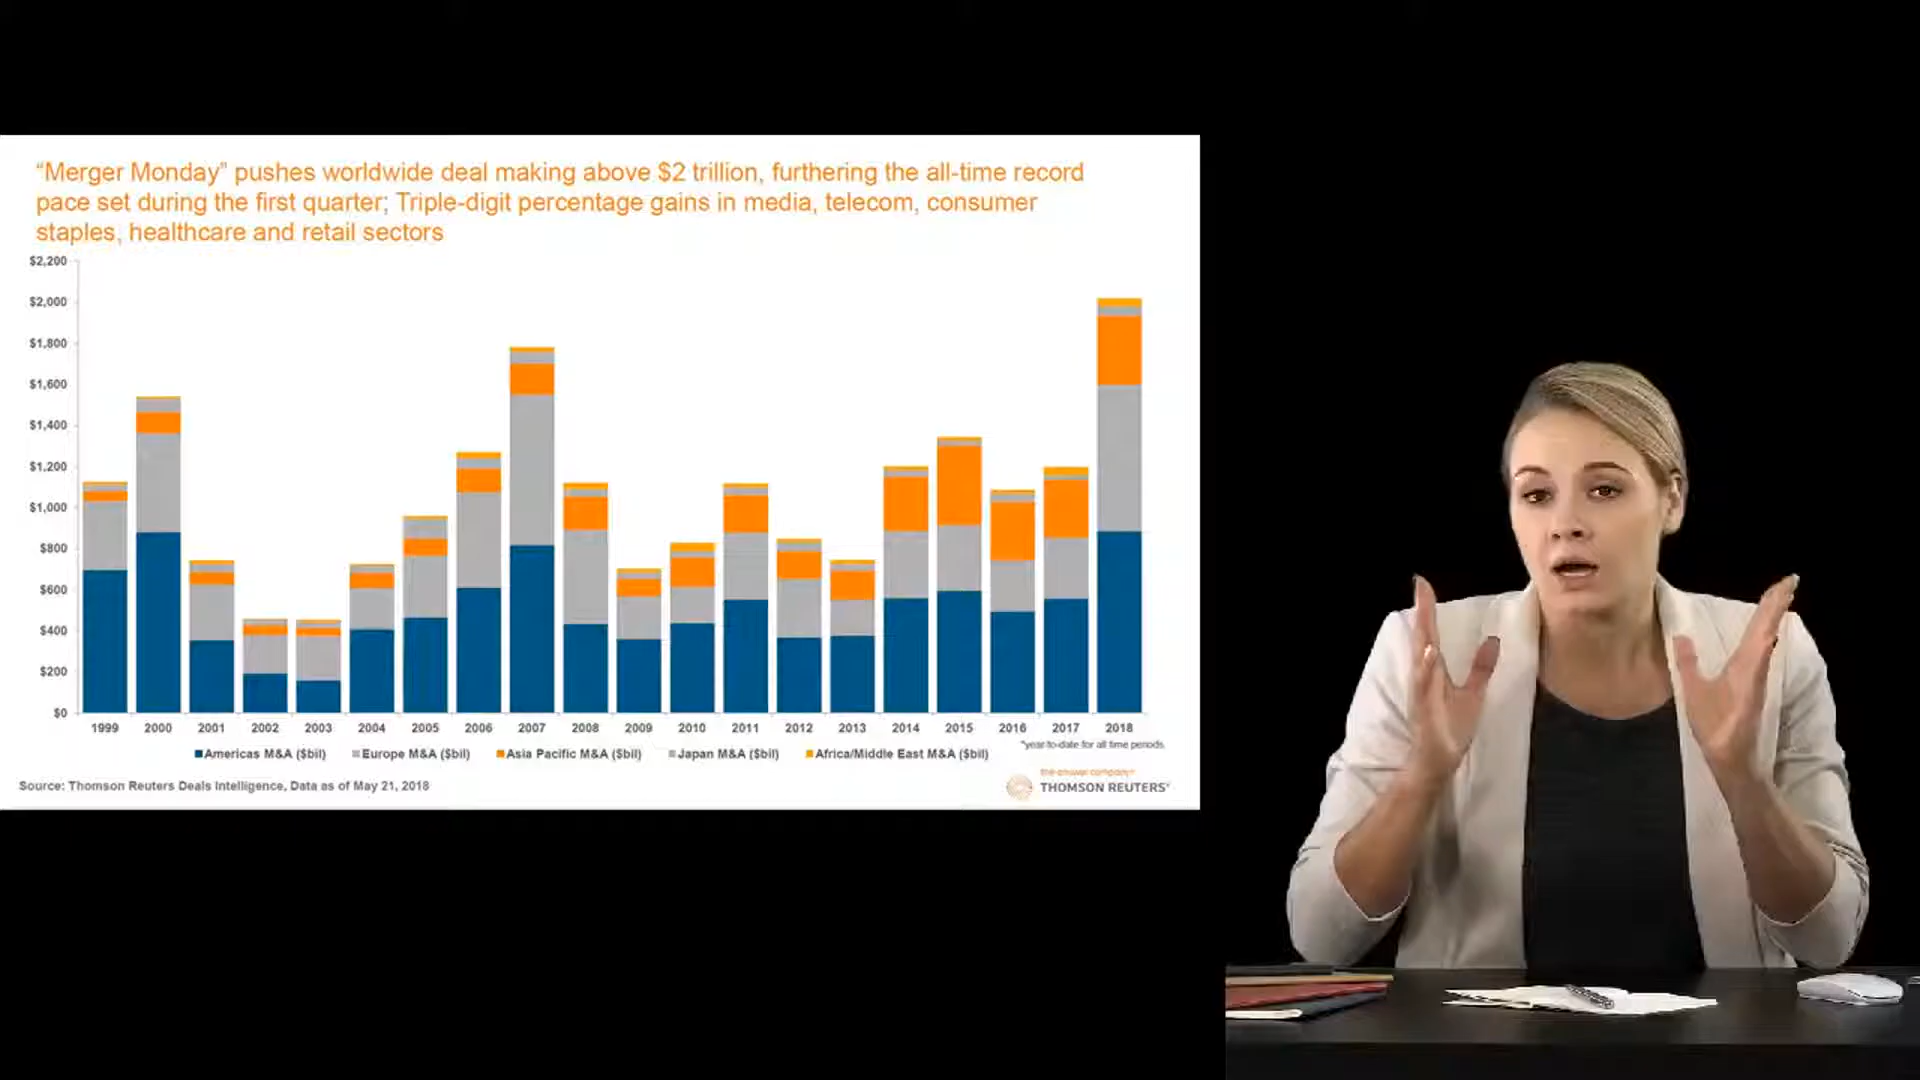 “Merger Monday” pushes worldwide deal making above $2 trillion, furthering the all-time record
pace set during the first quarter; Triple-digit percentage gains in media, telecom, consumer
staples, healthcare and retail sectors
$2,200
$2,000
$1,800
$1,600
$1,400
$1,200
$1,000
$800
$600
$400
$200
$0
1999 2000 2001 2002 2003 2004 2005 2006 2007 2008 2009 2010 2011 2012 2013 2014 2015 2016 2017 2018
*year-to-date for all time periods
Americas M&A ($bil) Europe M&A ($bil) Asia Pacific M&A ($bil) Japan M&A ($bil) Africa/Middle East M&A ($bil)
Source: Thomson Reuters Deals Intelligence, Data as of May 21, 2018
the answer company™
THOMSON REUTERS®